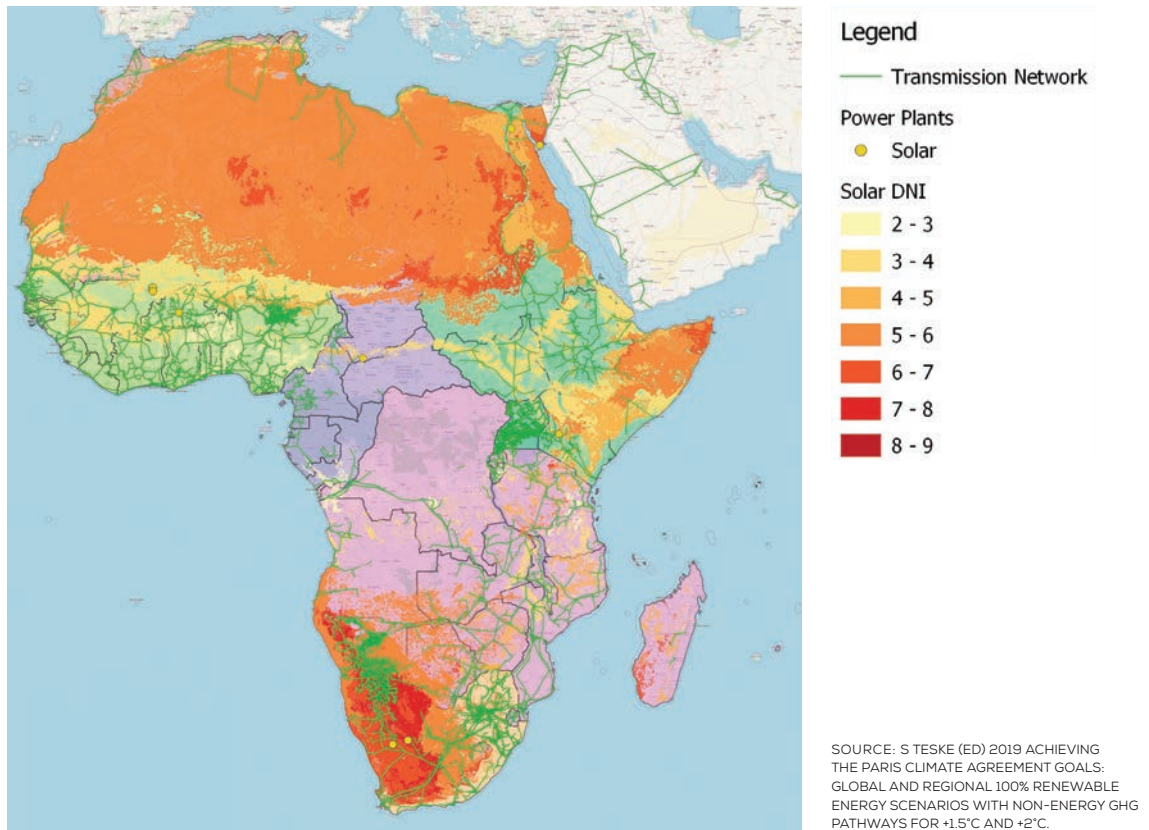 Legend
Transmission Network
Power Plants
Solar
Solar DNI
2 - 3
3 - 4
4 - 5
5 - 6
6 - 7
7 - 8
8 - 9
SOURCE: S TESKE (ED) 2019 ACHIEVING
THE PARIS CLIMATE AGREEMENT GOALS:
GLOBAL AND REGIONAL 100% RENEWABLE
ENERGY SCENARIOS WITH NON-ENERGY GHG
PATHWAYS FOR +1.5°C AND +2°C.